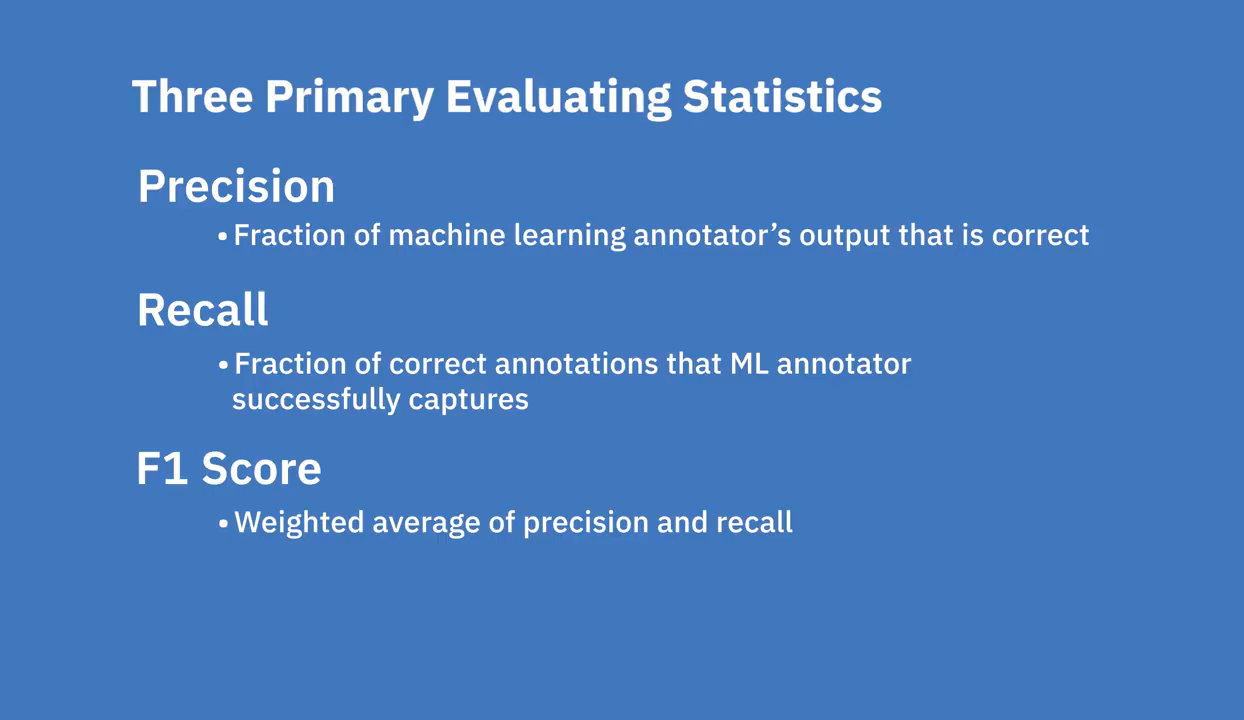 Three Primary Evaluating Statistics
Precision
• Fraction of machine learning annotator’s output that is correct
Recall
• Fraction of correct annotations that ML annotator
successfully captures
F1 Score
• Weighted average of precision and recall